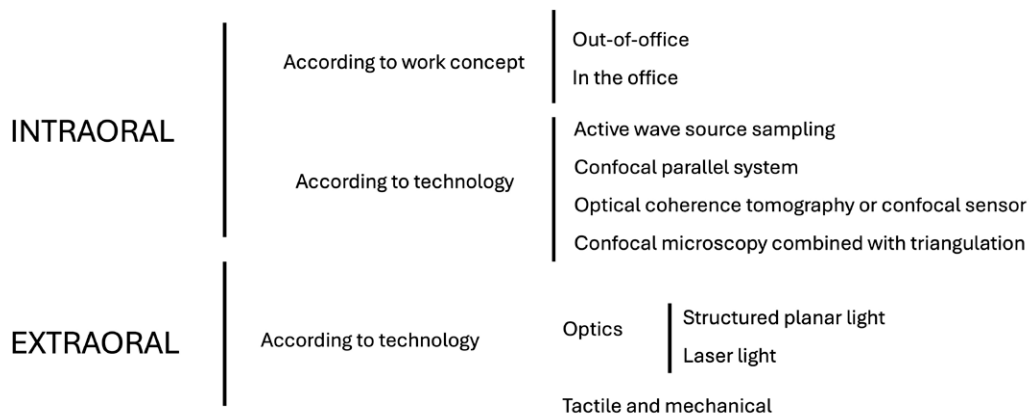 INTRAORAL
According to work concept
Out-of-office
In the office
According to technology
Active wave source sampling
Confocal parallel system
Optical coherence tomography or confocal sensor
Confocal microscopy combined with triangulation
EXTRAORAL
According to technology
Optics
Structured planar light
Laser light
Tactile and mechanical